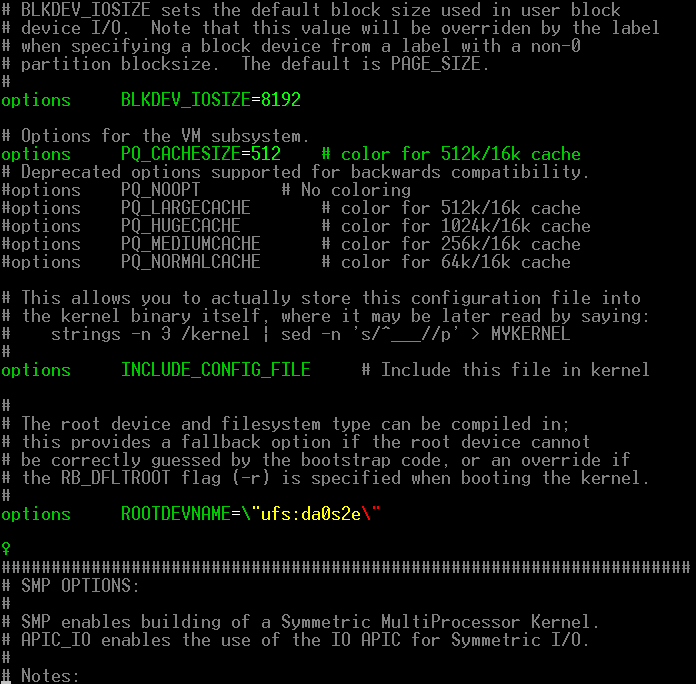 # BLKDEV_IOSIZE sets the default block size used in user block
# device I/O.  Note that this value will be overriden by the label
# when specifying a block device from a label with a non-0
# partition blocksize.  The default is PAGE_SIZE.
#
options     BLKDEV_IOSIZE=8192

# Options for the VM subsystem.
options     PQ_CACHESIZE=512    # color for 512k/16k cache
# Deprecated options supported for backwards compatibility.
#options    PQ_NOOPT        # No coloring
#options    PQ_LARGECACHE       # color for 512k/16k cache
#options    PQ_HUGECACHE        # color for 1024k/16k cache
#options    PQ_MEDIUMCACHE      # color for 256k/16k cache
#options    PQ_NORMALCACHE      # color for 64k/16k cache

# This allows you to actually store this configuration file into
# the kernel binary itself, where it may be later read by saying:
#    strings -n 3 /kernel | sed -n 's/^___//p' > MYKERNEL
#
options     INCLUDE_CONFIG_FILE     # Include this file in kernel

#
# The root device and filesystem type can be compiled in;
# this provides a fallback option if the root device cannot
# be correctly guessed by the bootstrap code, or an override if
# the RB_DFLTROOT flag (-r) is specified when booting the kernel.
#
options     ROOTDEVNAME=\"ufs:da0s2e\"

♀
#####################################################################
# SMP OPTIONS:
#
# SMP enables building of a Symmetric MultiProcessor Kernel.
# APIC_IO enables the use of the IO APIC for Symmetric I/O.
#
# Notes: